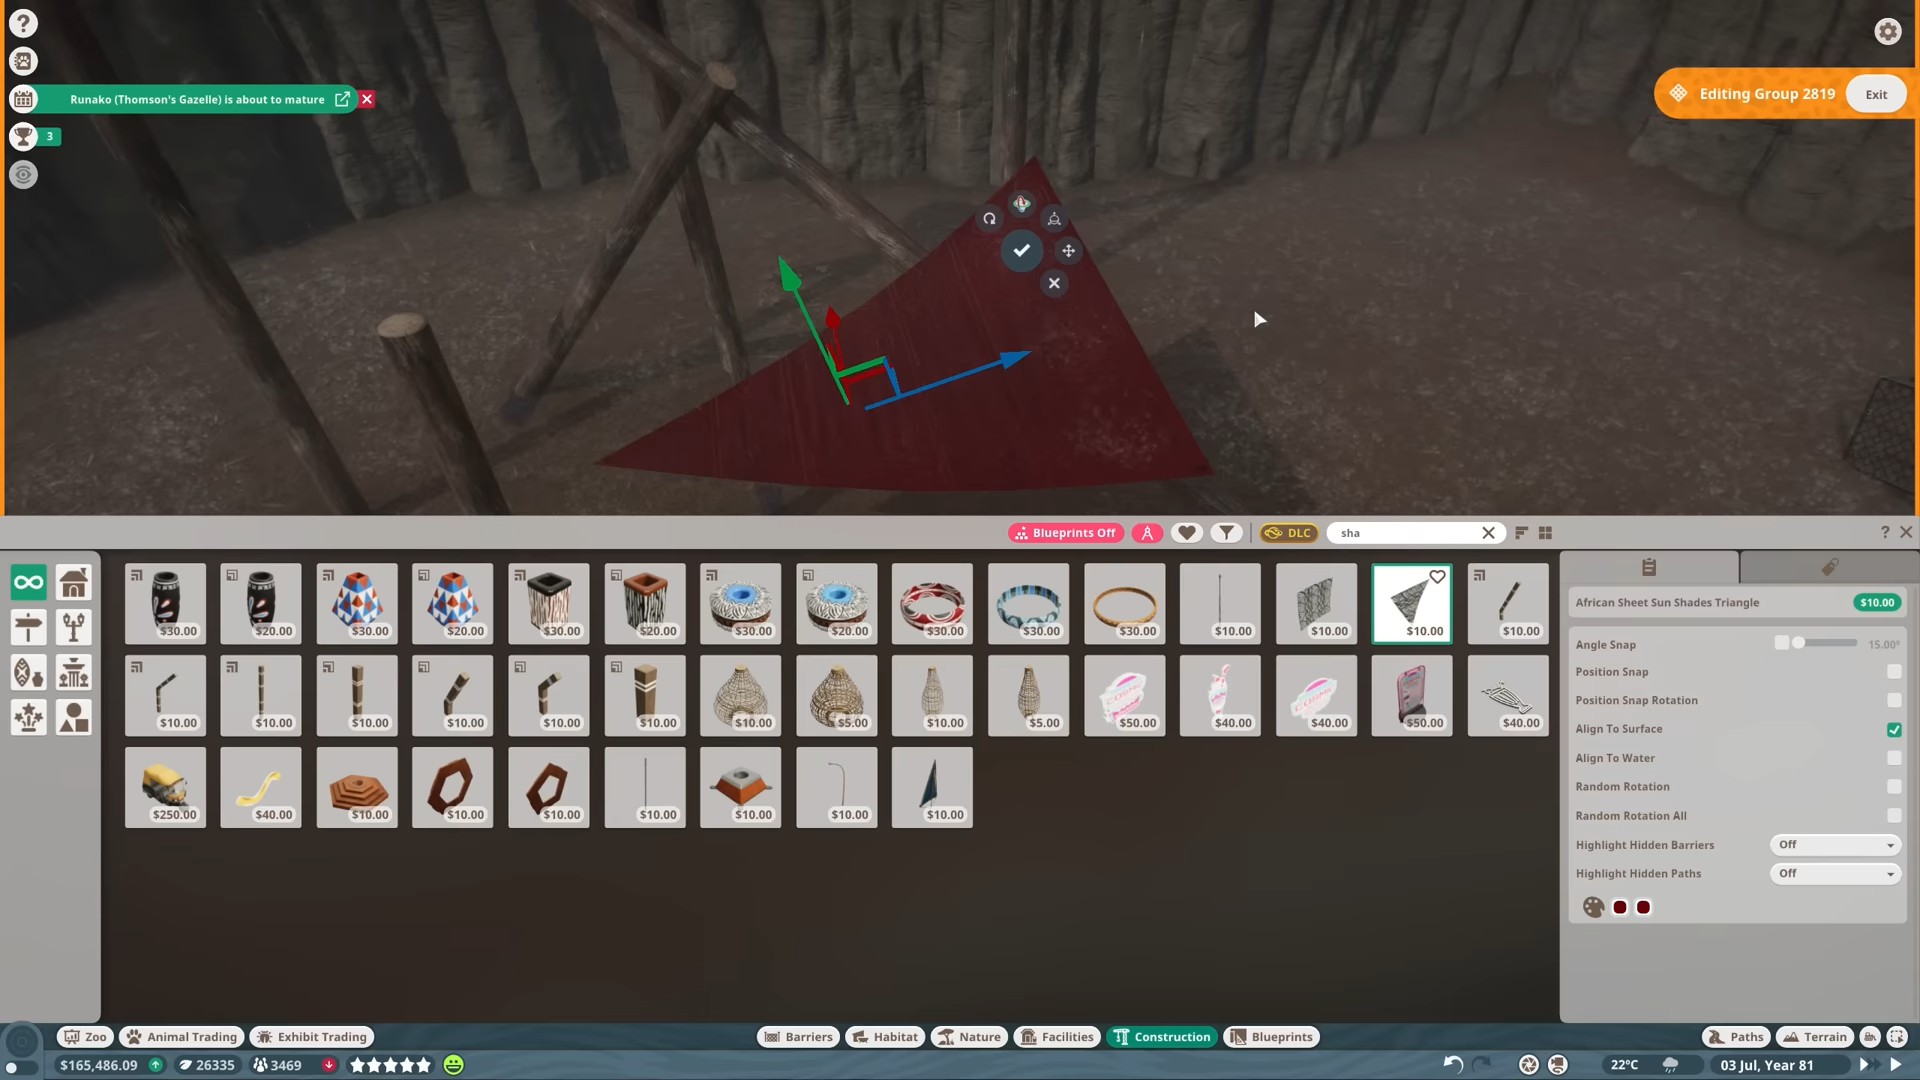 ?
Runako (Thomson's Gazelle) is about to mature
3
Editing Group 2819
Exit
Blueprints Off
DLC
sha
?
$30.00 $20.00 $30.00 $20.00 $30.00 $20.00 $30.00 $20.00 $30.00 $30.00 $30.00 $10.00 $10.00 $10.00 $10.00
$10.00 $10.00 $10.00 $10.00 $10.00 $10.00 $10.00 $5.00 $10.00 $5.00 $50.00 $40.00 $40.00 $50.00 $40.00
$250.00 $40.00 $10.00 $10.00 $10.00 $10.00 $10.00 $10.00 $10.00
African Sheet Sun Shades Triangle $10.00
Angle Snap 15.00°
Position Snap
Position Snap Rotation
Align To Surface
Align To Water
Random Rotation
Random Rotation All
Highlight Hidden Barriers Off
Highlight Hidden Paths Off
Zoo Animal Trading Exhibit Trading Barriers Habitat Nature Facilities Construction Blueprints Paths Terrain
$165,486.09 26335 3469 22°C 03 Jul, Year 81